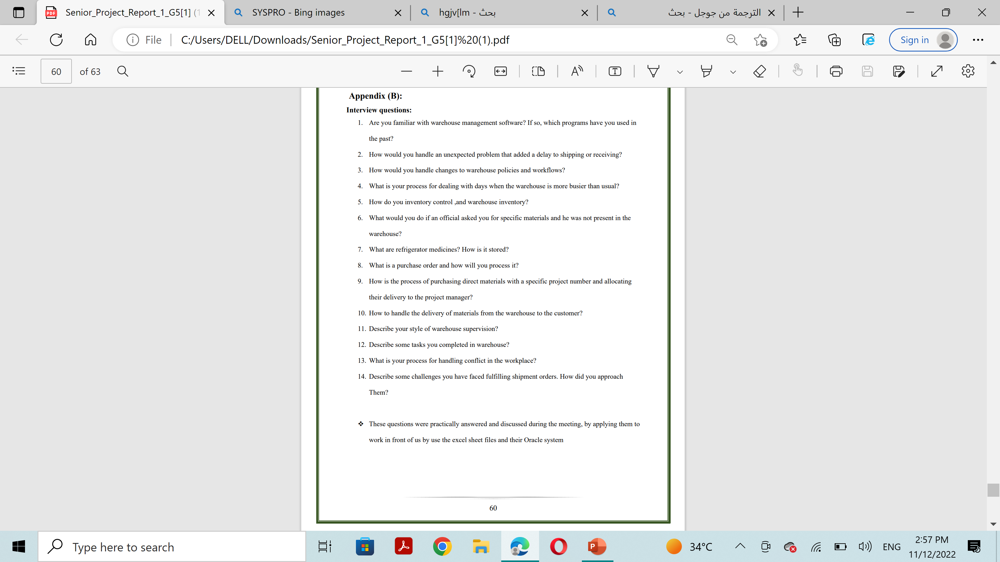 Senior_Project_Report_1_G5[1] (1
SYSPRO - Bing images
hgjv[lm - بحث
الترجمة من جوجل - بحث
File
C:/Users/DELL/Downloads/Senior_Project_Report_1_G5[1]%20(1).pdf
Sign in
60 of 63
Appendix (B):
Interview questions:
1. Are you familiar with warehouse management software? If so, which programs have you used in
the past?
2. How would you handle an unexpected problem that added a delay to shipping or receiving?
3. How would you handle changes to warehouse policies and workflows?
4. What is your process for dealing with days when the warehouse is more busier than usual?
5. How do you inventory control ,and warehouse inventory?
6. What would you do if an official asked you for specific materials and he was not present in the
warehouse?
7. What are refrigerator medicines? How is it stored?
8. What is a purchase order and how will you process it?
9. How is the process of purchasing direct materials with a specific project number and allocating
their delivery to the project manager?
10. How to handle the delivery of materials from the warehouse to the customer?
11. Describe your style of warehouse supervision?
12. Describe some tasks you completed in warehouse?
13. What is your process for handling conflict in the workplace?
14. Describe some challenges you have faced fulfilling shipment orders. How did you approach
Them?
❖ These questions were practically answered and discussed during the meeting, by applying them to
work in front of us by use the excel sheet files and their Oracle system
60
Type here to search
34°C
ENG
2:57 PM
11/12/2022